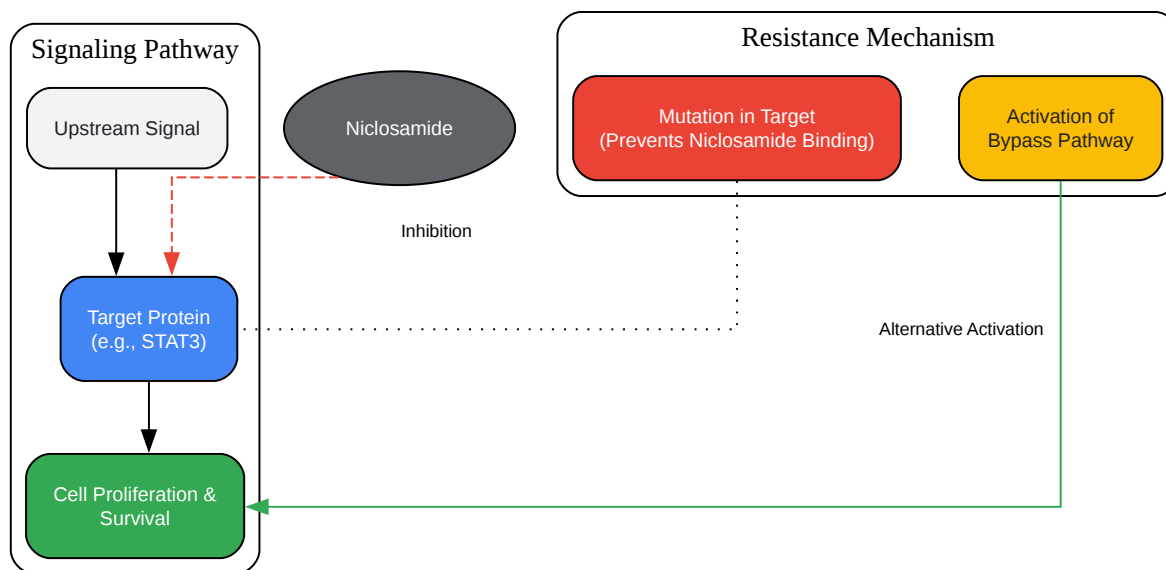 Signaling Pathway
Upstream Signal
Niclosamide
Resistance Mechanism
Mutation in Target
(Prevents Niclosamide Binding)
Activation of
Bypass Pathway
Inhibition
Target Protein
(e.g., STAT3)
Alternative Activation
Cell Proliferation &
Survival